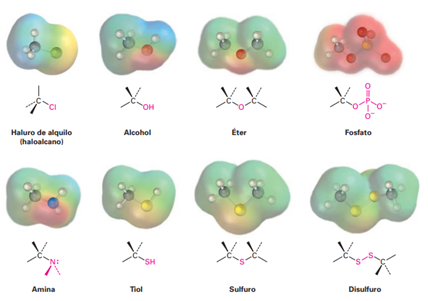 C Cl
C OH
C O C
C O P O O⁻ O⁻
Haluro de alquilo Alcohol Éter Fosfato
(haloalcano)
C N:
C SH
C S C
C S S C
Amina Tiol Sulfuro Disulfuro